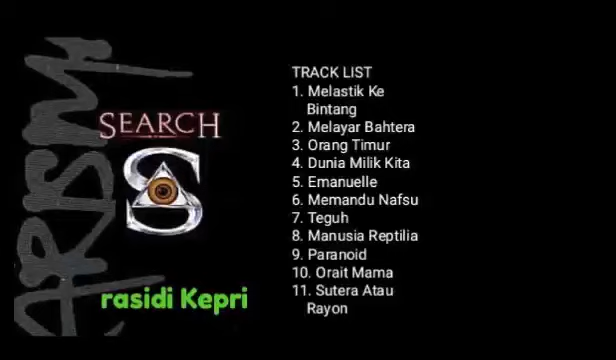 SEARCH
rasidi Kepri
TRACK LIST
1. Melastik Ke
Bintang
2. Melayar Bahtera
3. Orang Timur
4. Dunia Milik Kita
5. Emanuelle
6. Memandu Nafsu
7. Teguh
8. Manusia Reptilia
9. Paranoid
10. Orait Mama
11. Sutera Atau
Rayon